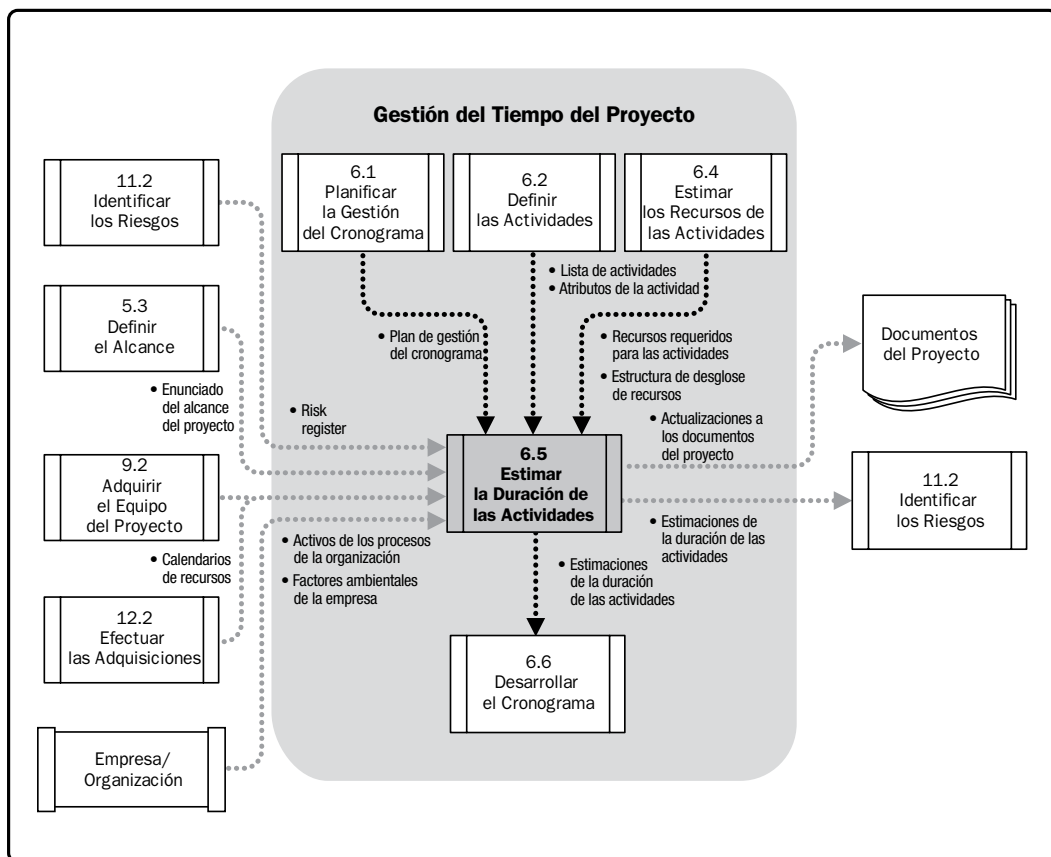 Gestión del Tiempo del Proyecto
11.2
Identificar
los Riesgos
5.3
Definir
el Alcance
• Enunciado
del alcance
del proyecto
9.2
Adquirir
el Equipo
del Proyecto
• Calendarios
de recursos
12.2
Efectuar
las Adquisiciones
Empresa/
Organización
6.1
Planificar
la Gestión
del Cronograma
6.2
Definir
las Actividades
6.4
Estimar
los Recursos de
las Actividades
• Lista de actividades
• Atributos de la actividad
• Plan de gestión
del cronograma
• Recursos requeridos
para las actividades
• Estructura de desglose
de recursos
• Risk
register
6.5
Estimar
la Duración de
las Actividades
• Actualizaciones a
los documentos
del proyecto
• Activos de los procesos
de la organización
• Factores ambientales
de la empresa
• Estimaciones
de la duración
de las actividades
• Estimaciones de
la duración de las
actividades
6.6
Desarrollar
el Cronograma
Documentos
del Proyecto
11.2
Identificar
los Riesgos